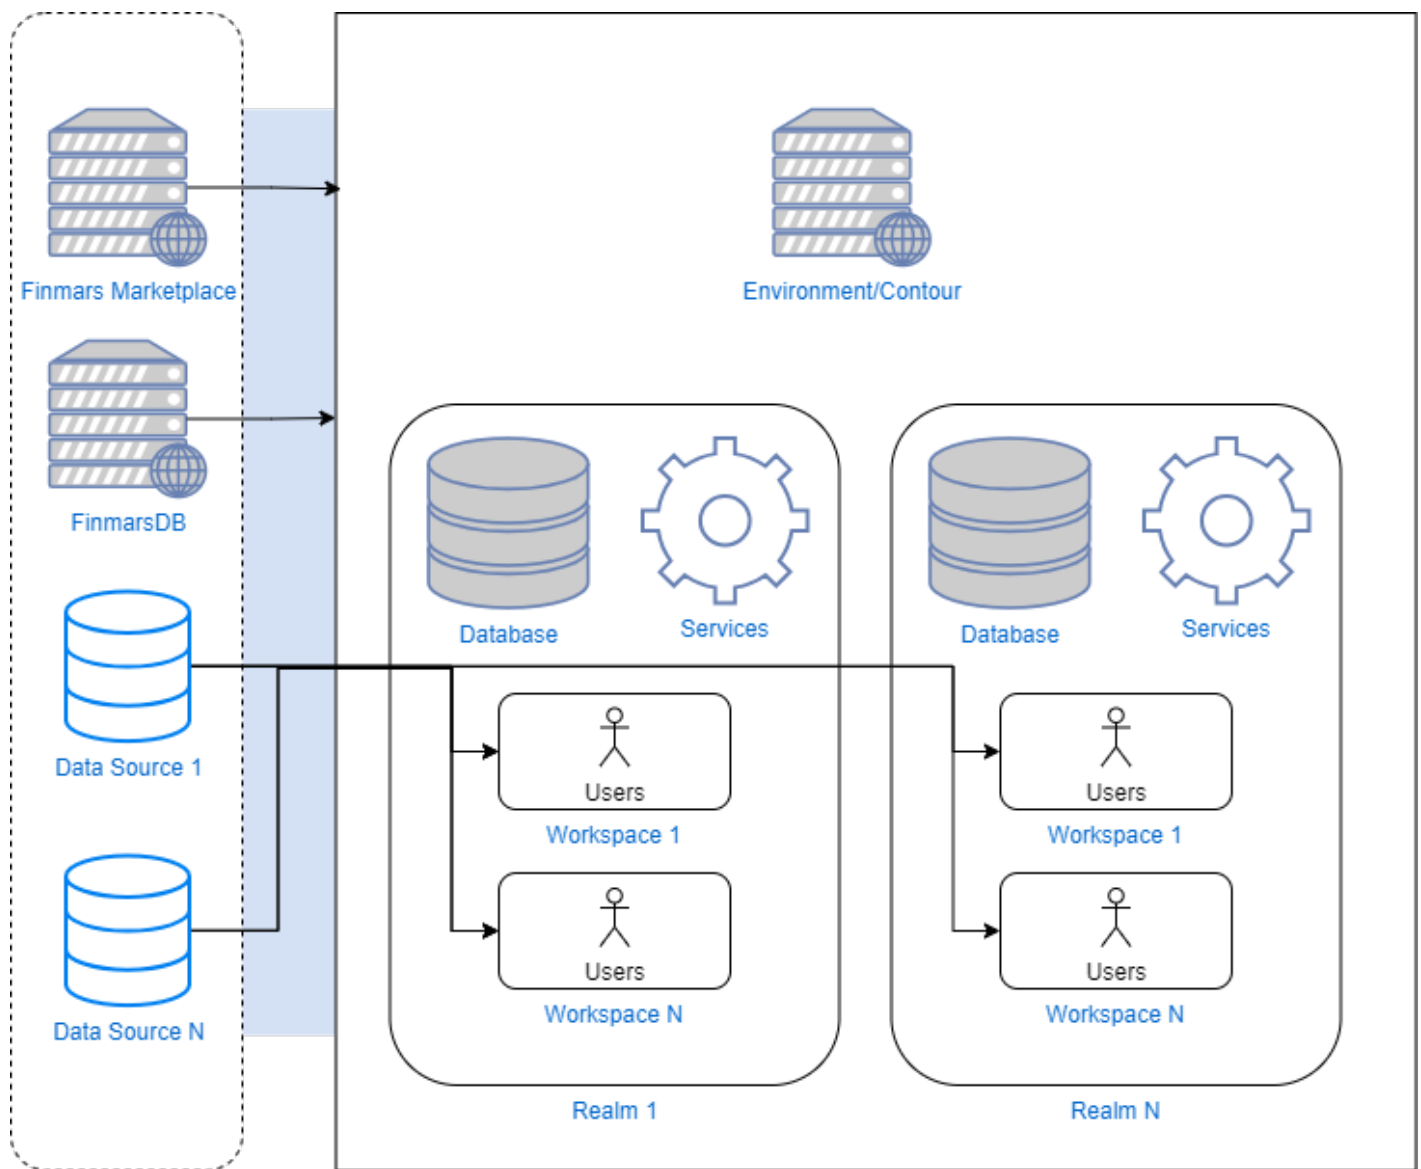 Finmars Marketplace
FinmarsDB
Data Source 1
Data Source N
Environment/Contour
Database
Services
Users
Workspace 1
Users
Workspace N
Realm 1
Database
Services
Users
Workspace 1
Users
Workspace N
Realm N